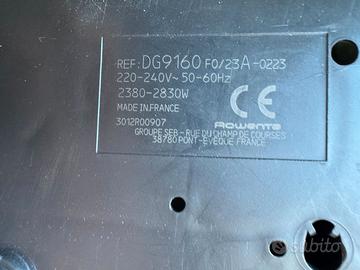 REF: DG9160 F0/23A-0223
220-240V~ 50-60Hz
2380-2830W
MADE IN FRANCE
CE
3012R00907
Rowenta
GROUPE SEB - RUE DU CHAMP DE COURSES
38780 PONT-EVEQUE FRANCE
subito